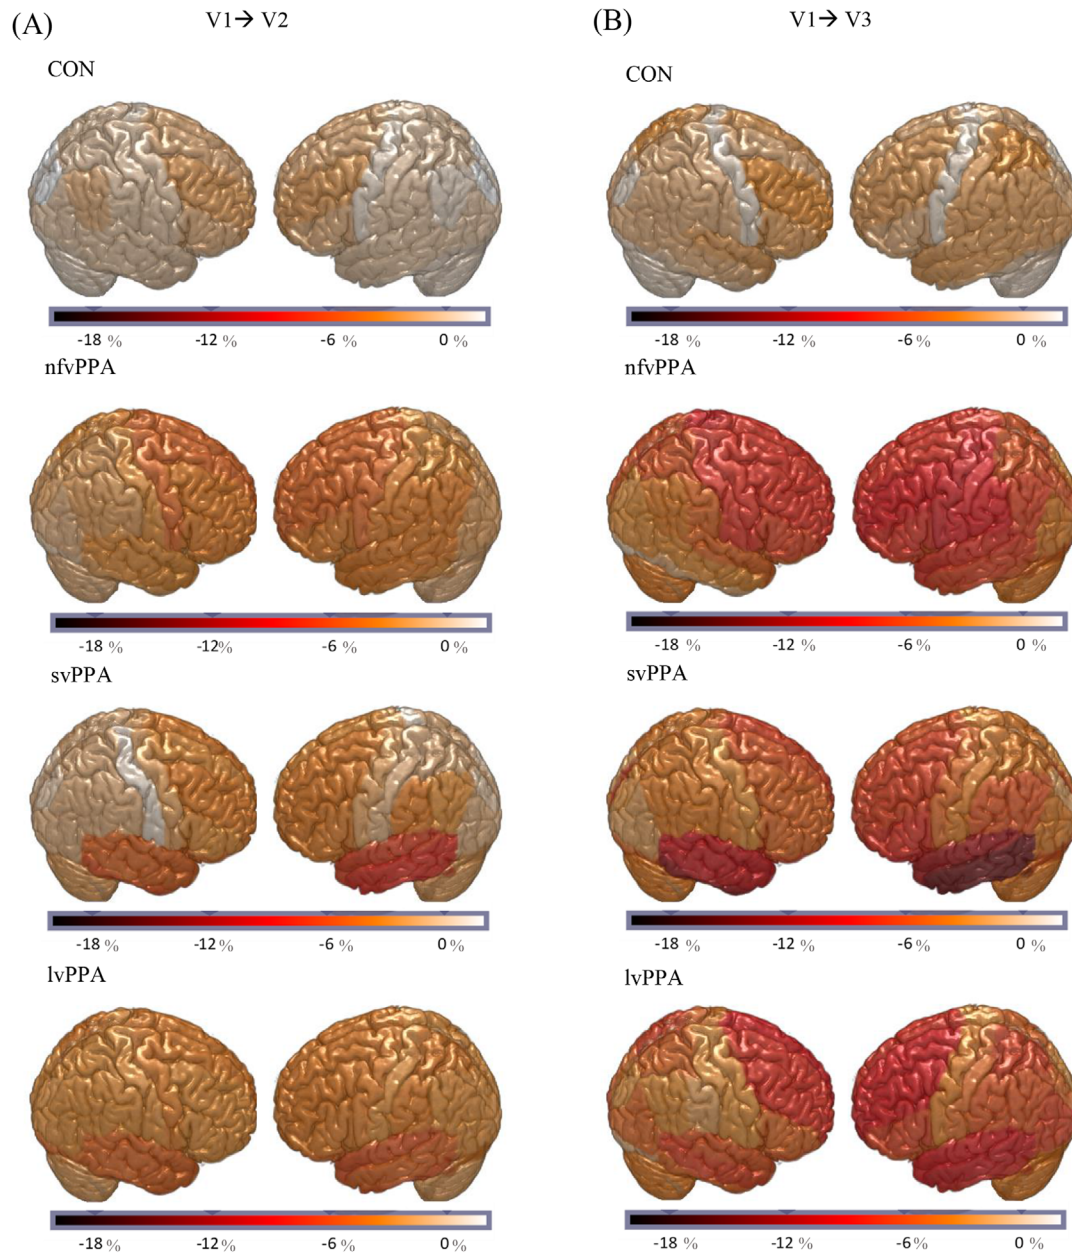 (A) V1→ V2
CON
-18 % -12 % -6 % 0 %
nfvPPA
-18 % -12 % -6 % 0 %
svPPA
-18 % -12 % -6 % 0 %
lvPPA
-18 % -12 % -6 % 0 %
(B) V1→ V3
CON
-18 % -12 % -6 % 0 %
nfvPPA
-18 % -12 % -6 % 0 %
svPPA
-18 % -12 % -6 % 0 %
lvPPA
-18 % -12 % -6 % 0 %